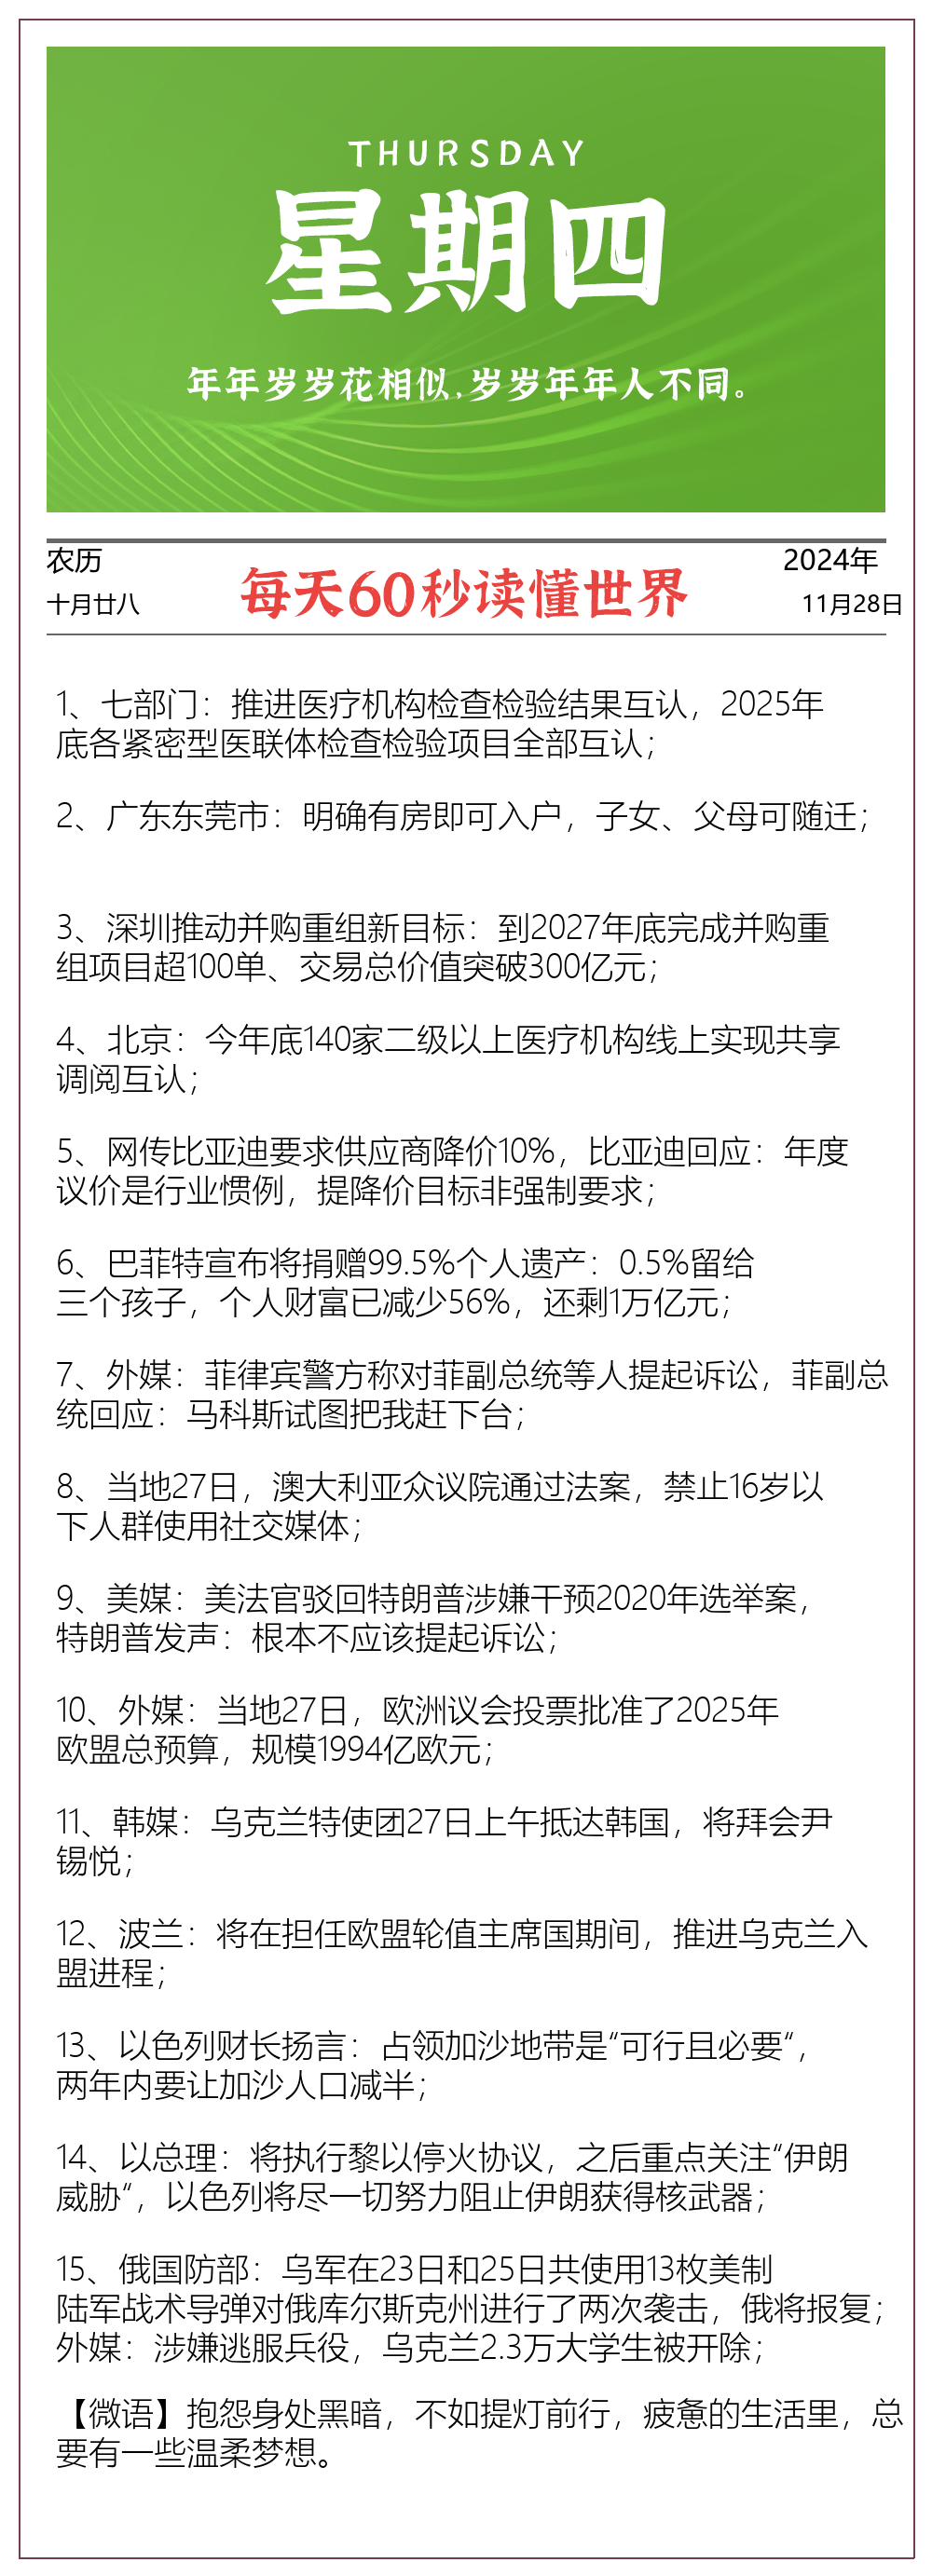 THURSDAY
星期四
年年岁岁花相似，岁岁年年人不同。
农历
2024年
每天60秒读懂世界
十月廿八
11月28日
1、七部门：推进医疗机构检查检验结果互认，2025年
底各紧密型医联体检查检验项目全部互认；
2、广东东莞市：明确有房即可入户，子女、父母可随迁；
3、深圳推动并购重组新目标：到2027年底完成并购重
组项目超100单、交易总价值突破300亿元；
4、北京：今年底140家二级以上医疗机构线上实现共享
调阅互认；
5、网传比亚迪要求供应商降价10%，比亚迪回应：年度
议价是行业惯例，提降价目标非强制要求；
6、巴菲特宣布将捐赠99.5%个人遗产：0.5%留给
三个孩子，个人财富已减少56%，还剩1万亿元；
7、外媒：菲律宾警方称对菲副总统等人提起诉讼，菲副总
统回应：马科斯试图把我赶下台；
8、当地27日，澳大利亚众议院通过法案，禁止16岁以
下人群使用社交媒体；
9、美媒：美法官驳回特朗普涉嫌干预2020年选举案，
特朗普发声：根本不应该提起诉讼；
10、外媒：当地27日，欧洲议会投票批准了2025年
欧盟总预算，规模1994亿欧元；
11、韩媒：乌克兰特使团27日上午抵达韩国，将拜会尹
锡悦；
12、波兰：将在担任欧盟轮值主席国期间，推进乌克兰入
盟进程；
13、以色列财长扬言：占领加沙地带是“可行且必要“，
两年内要让加沙人口减半；
14、以总理：将执行黎以停火协议，之后重点关注“伊朗
威胁“，以色列将尽一切努力阻止伊朗获得核武器；
15、俄国防部：乌军在23日和25日共使用13枚美制
陆军战术导弹对俄库尔斯克州进行了两次袭击，俄将报复；
外媒：涉嫌逃服兵役，乌克兰2.3万大学生被开除；
【微语】抱怨身处黑暗，不如提灯前行，疲惫的生活里，总
要有一些温柔梦想。